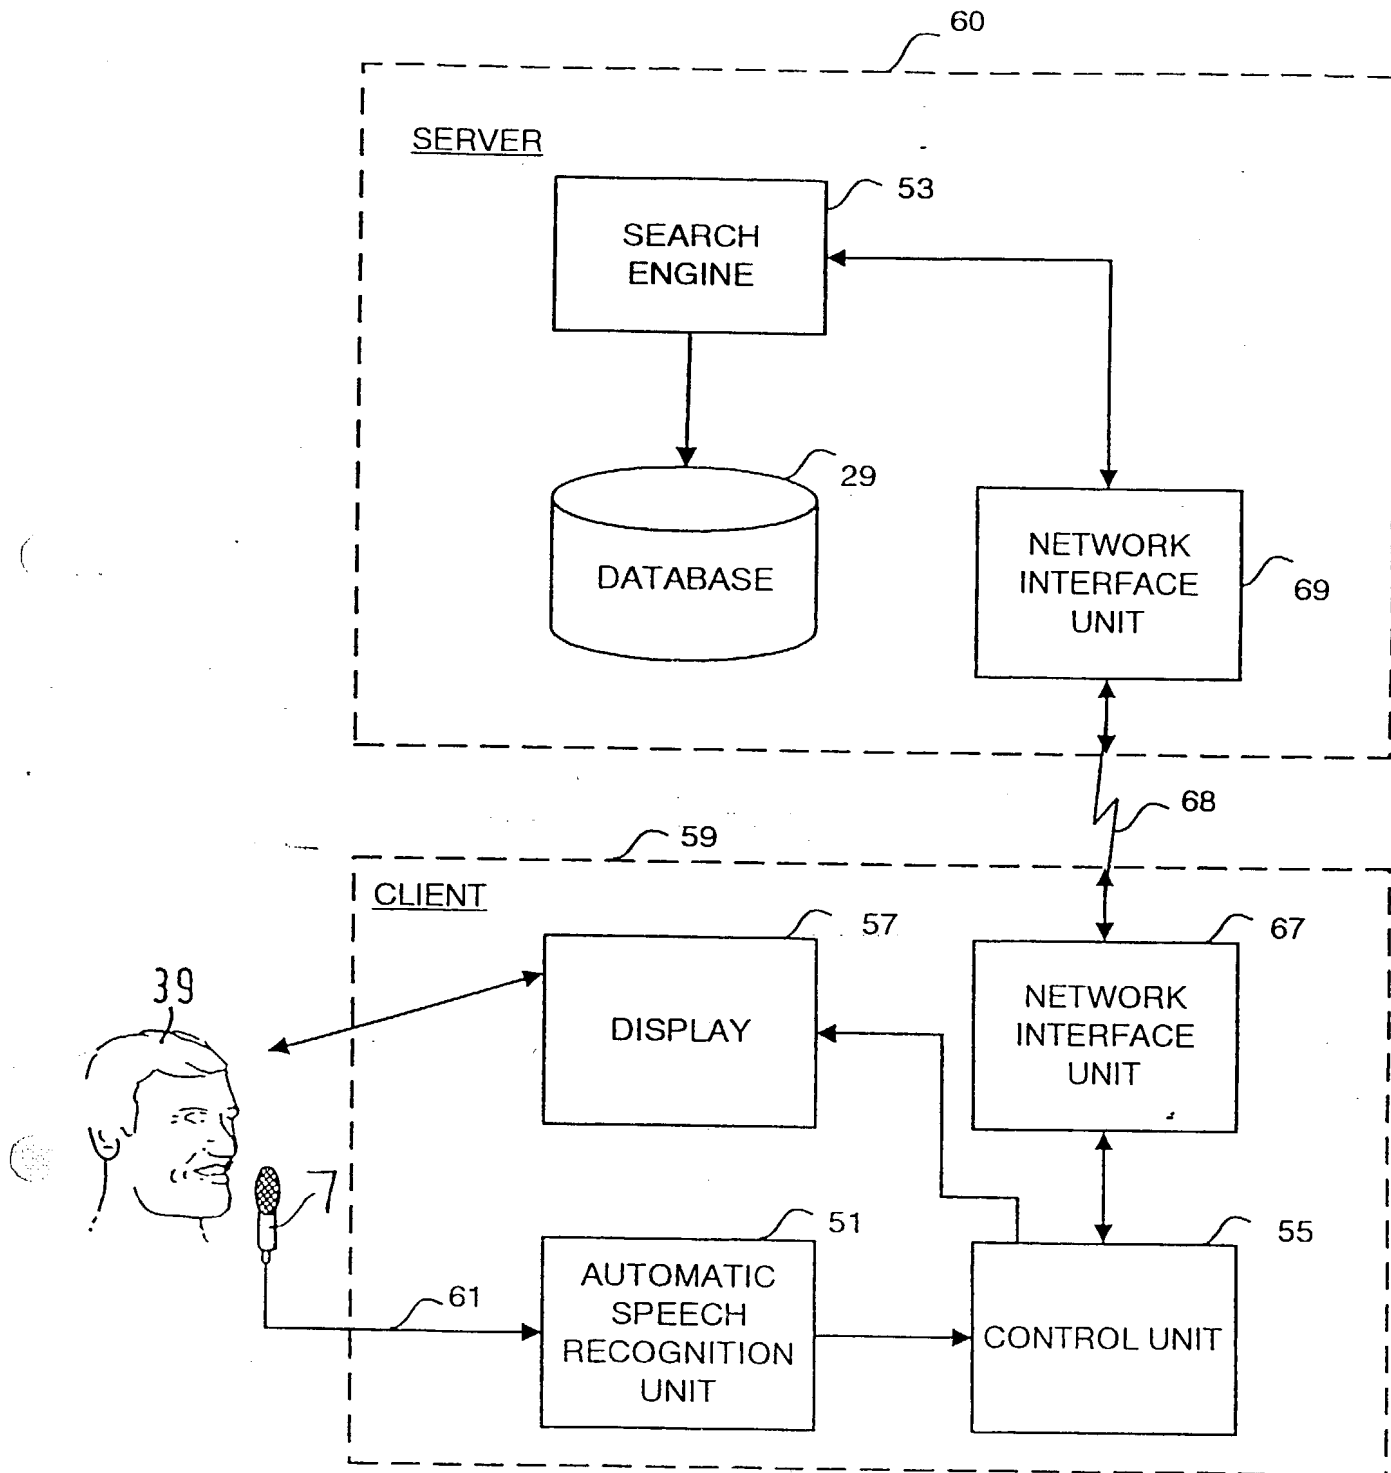 60
SERVER
53
SEARCH
ENGINE
29
DATABASE
NETWORK
INTERFACE
UNIT
69
68
59
CLIENT
57
67
39
DISPLAY
NETWORK
INTERFACE
UNIT
7
51
55
61
AUTOMATIC
SPEECH
RECOGNITION
UNIT
CONTROL UNIT